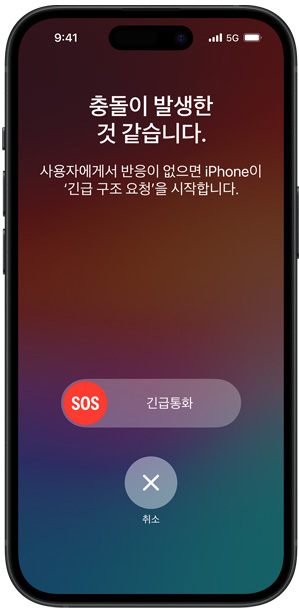 9:41 5G
충돌이 발생한
것 같습니다.
사용자에게서 반응이 없으면 iPhone이
‘긴급 구조 요청’을 시작합니다.
SOS 긴급통화
취소